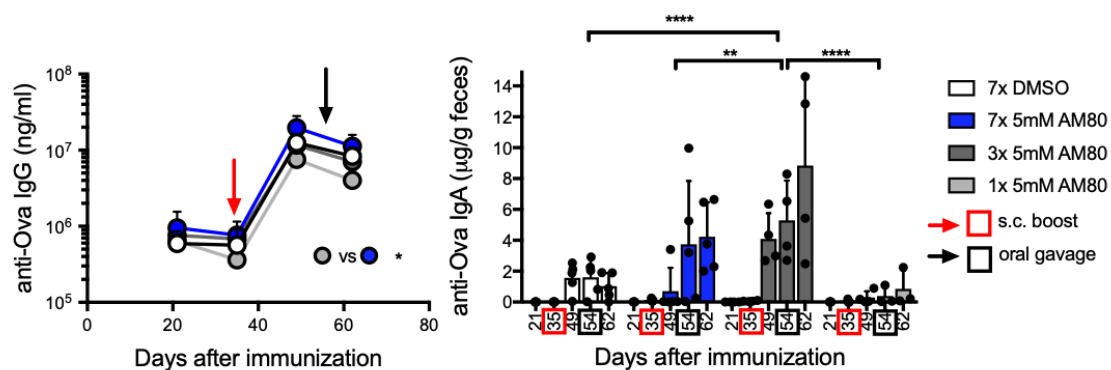 anti-Ova IgG (ng/ml)
10⁸
10⁷
10⁶
10⁵
0 20 40 60 80
Days after immunization
vs *
anti-Ova IgA (µg/g feces)
14
12
10
8
6
4
2
0
**** 
** ****
21 35 49 54 62 21 35 49 54 62 21 35 49 54 62 21 35 49 54 62
Days after immunization
7x DMSO
7x 5mM AM80
3x 5mM AM80
1x 5mM AM80
s.c. boost
oral gavage